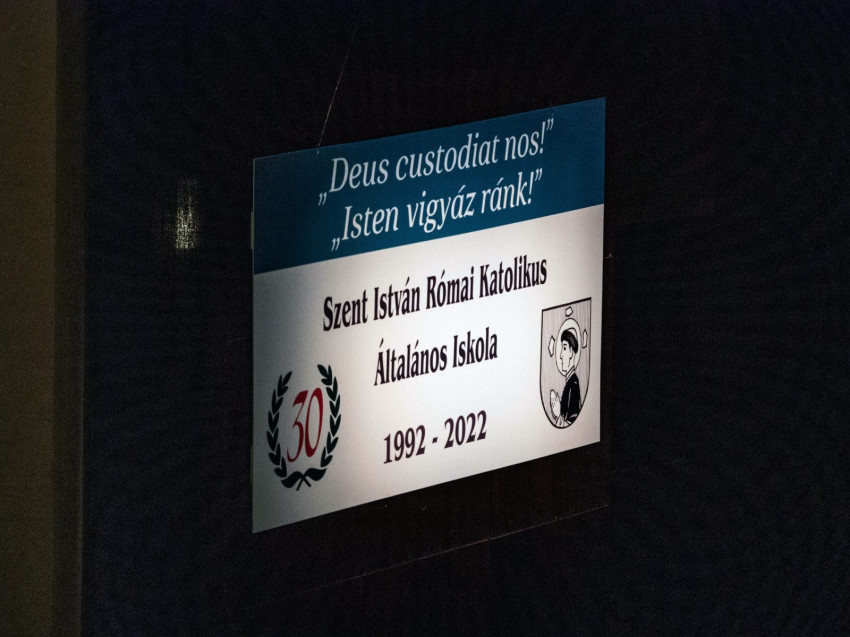 „Deus custodiat nos!”
„Isten vigyáz ránk!”
Szent István Római Katolikus
Általános Iskola
30
1992 - 2022